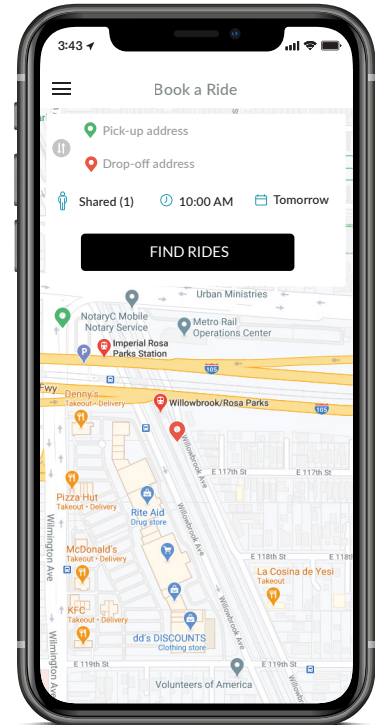 3:43
Book a Ride
Pick-up address
Drop-off address
Shared (1)
10:00 AM
Tomorrow
FIND RIDES
Urban Ministries
NotaryC Mobile
Notary Service
Metro Rail
Operations Center
Imperial Rosa
Parks Station
P
105
Fwy
Denny's
Takeout • Delivery
Willowbrook/Rosa Parks
105
Willowbrook Ave
E 117th St
E 117th St
Pizza Hut
Takeout • Delivery
Rite Aid
Drug store
Willowbrook Ave
Wilmington Ave
McDonald's
Takeout • Delivery
E 118th St
E 118th
La Cosina de Yesi
Takeout
KFC
Takeout • Delivery
Willowbrook Ave
dd's DISCOUNTS
Clothing store
Wilmington Av
E 119th St
E 119th St
Volunteers of America
Willowb